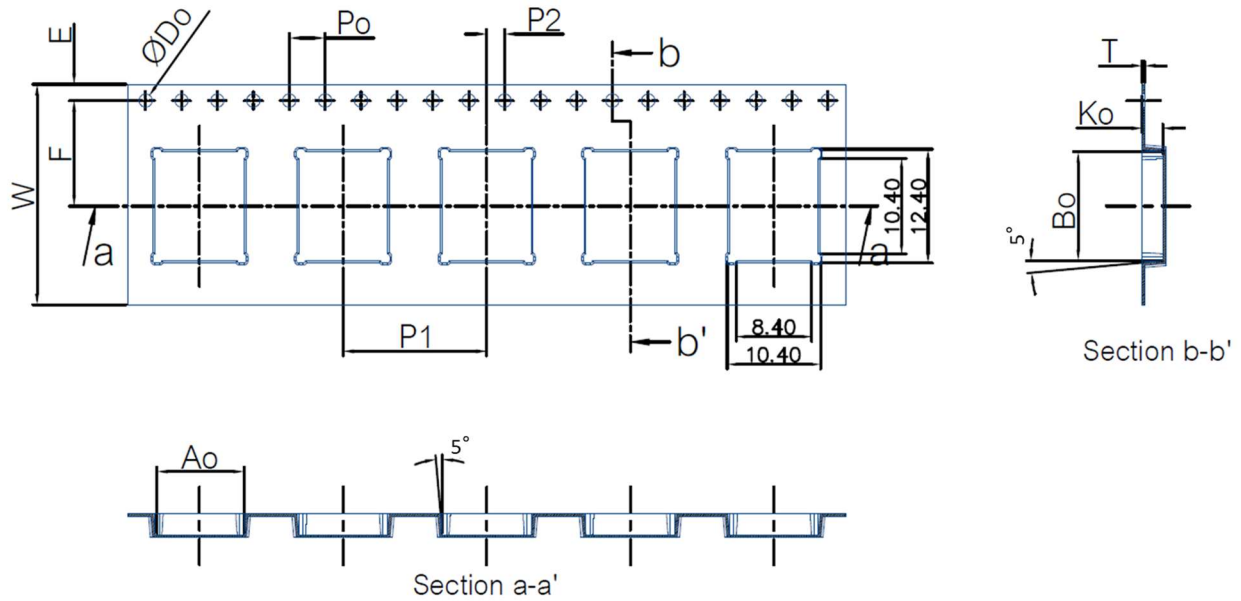 E
ØDo
Po
P2
b
T
Ko
F
W
a
a
10.40
12.40
Bo
5°
P1
b'
8.40
10.40
Section b-b'
Ao
5°
Section a-a'